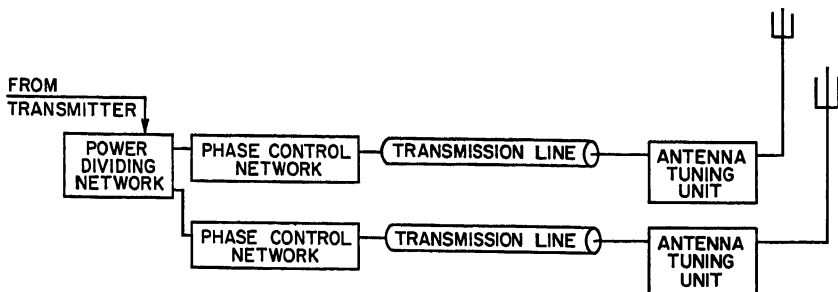 FROM
TRANSMITTER
POWER
DIVIDING
NETWORK
PHASE CONTROL
NETWORK
TRANSMISSION LINE
ANTENNA
TUNING
UNIT
PHASE CONTROL
NETWORK
TRANSMISSION LINE
ANTENNA
TUNING
UNIT